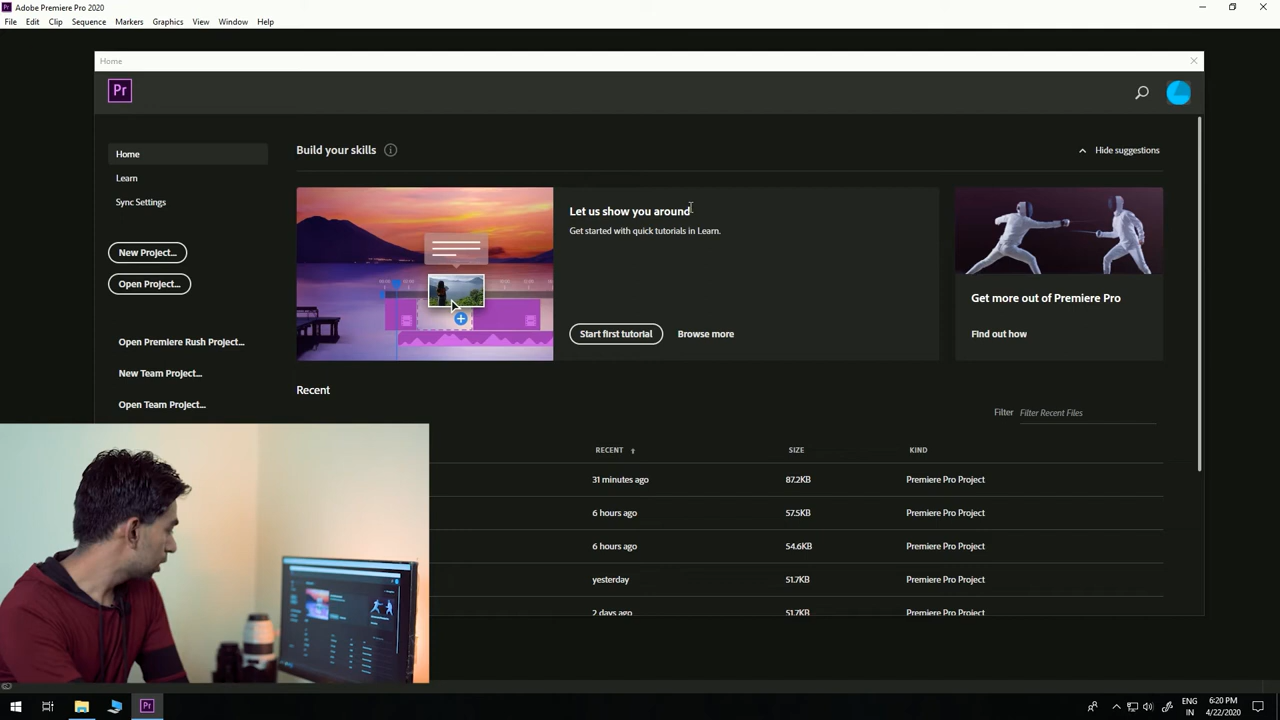 Adobe Premiere Pro 2020
File Edit Clip Sequence Markers Graphics View Window Help
Home
Pr
Home
Learn
Sync Settings
New Project...
Open Project...
Open Premiere Rush Project...
New Team Project...
Open Team Project...
Build your skills
Hide suggestions
Let us show you around
Get started with quick tutorials in Learn.
Start first tutorial Browse more
Get more out of Premiere Pro
Find out how
Recent
Filter Filter Recent Files
RECENT SIZE KIND
31 minutes ago 87.2KB Premiere Pro Project
6 hours ago 57.5KB Premiere Pro Project
6 hours ago 54.6KB Premiere Pro Project
yesterday 51.7KB Premiere Pro Project
2 days ago 51.7KB Premiere Pro Project
ENG 6:20 PM
IN 4/22/2020